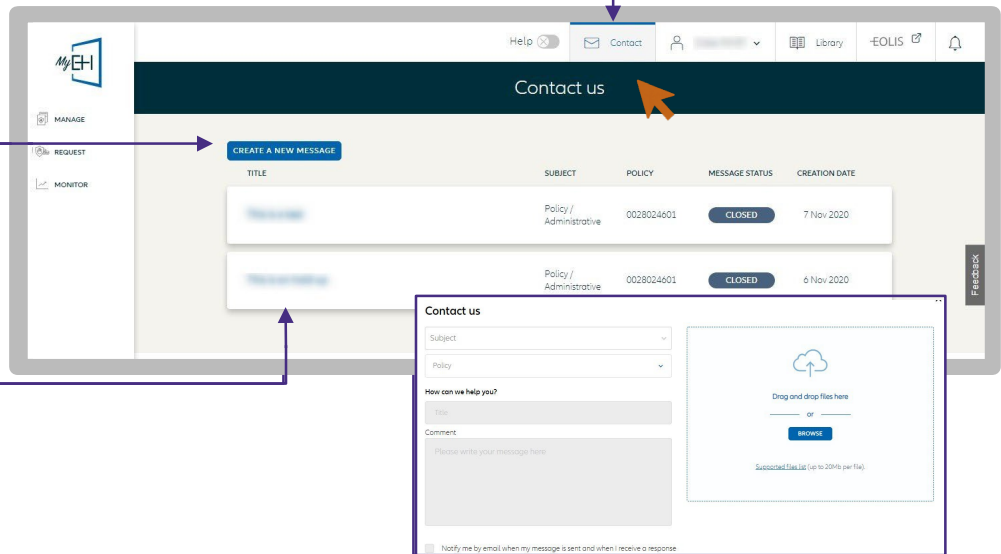 Help
Contact
Library
EOLIS
MyEH
Contact us
MANAGE
REQUEST
MONITOR
CREATE A NEW MESSAGE
TITLE SUBJECT POLICY MESSAGE STATUS CREATION DATE
Policy /
Administrative 0028024601 CLOSED 7 Nov 2020
Policy /
Administrative 0028024601 CLOSED 6 Nov 2020
Feedback
Contact us
Subject
Policy
How can we help you?
Title
Comment
Please write your message here
Notify me by email when my message is sent and when I receive a response
Drag and drop files here
or
BROWSE
Supported files list (up to 20Mb per file).